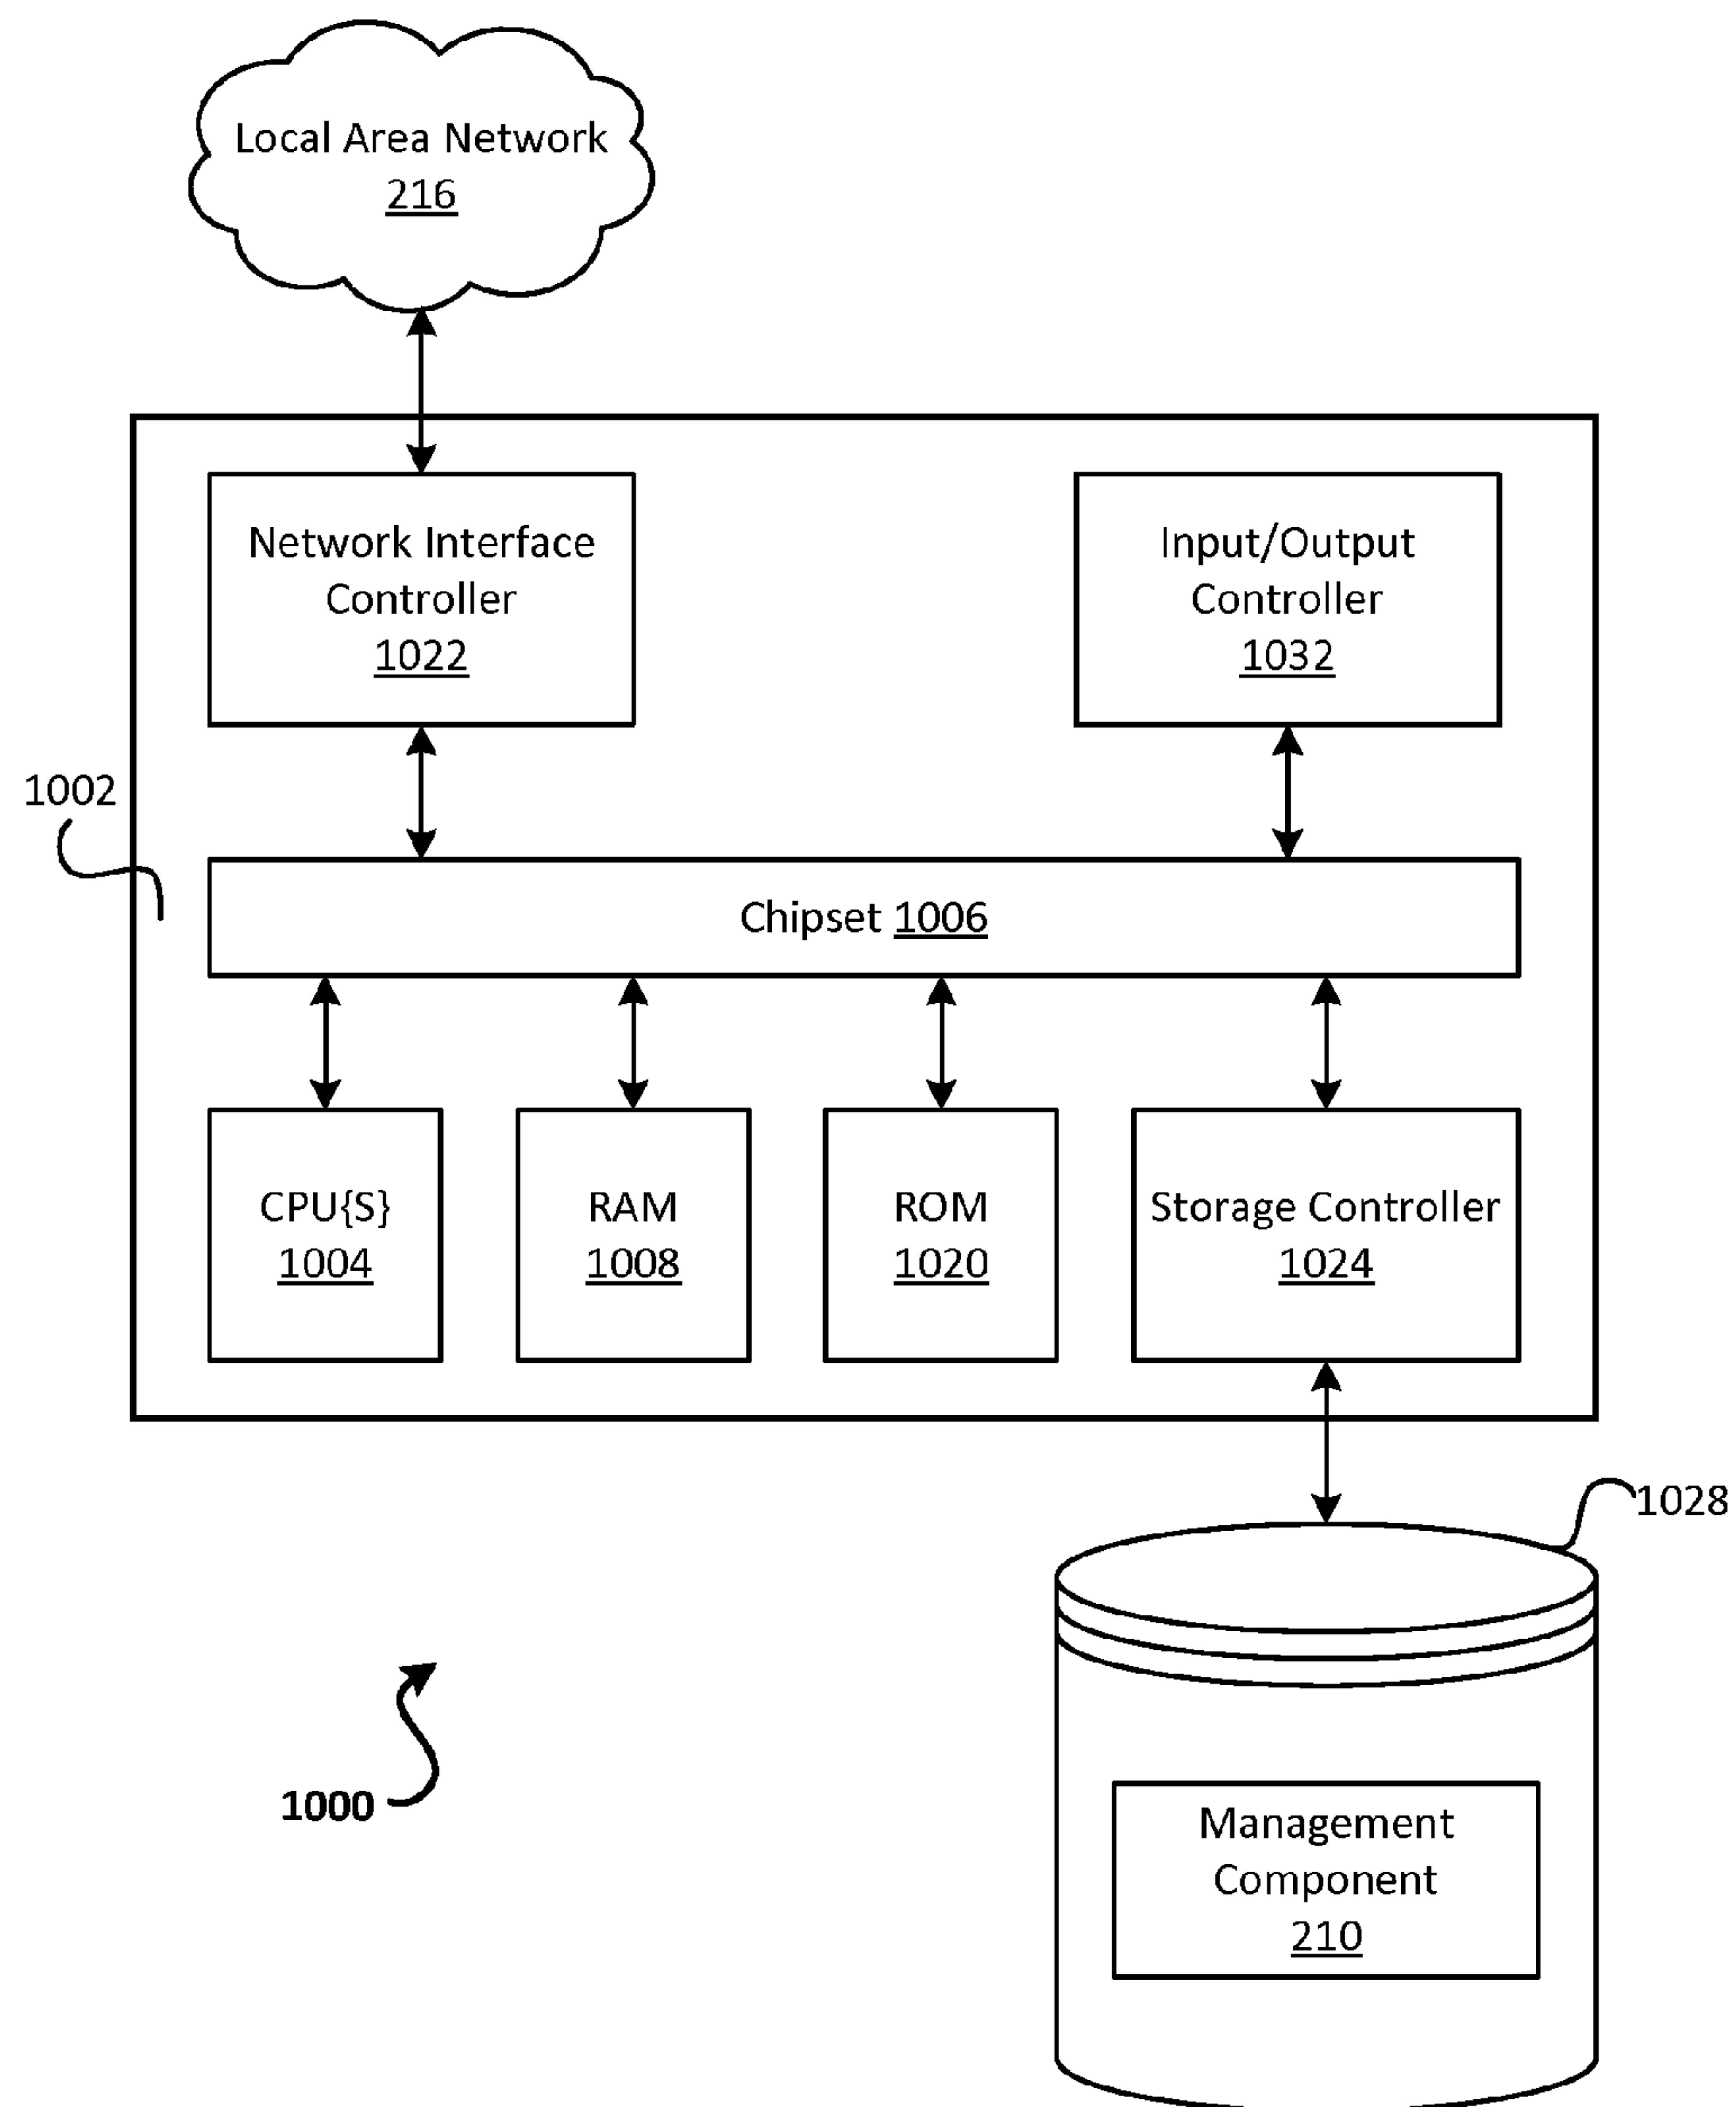 Local Area Network
216
Network Interface
Controller
1022
Input/Output
Controller
1032
1002
Chipset 1006
CPU{S}
1004
RAM
1008
ROM
1020
Storage Controller
1024
1028
1000
Management
Component
210